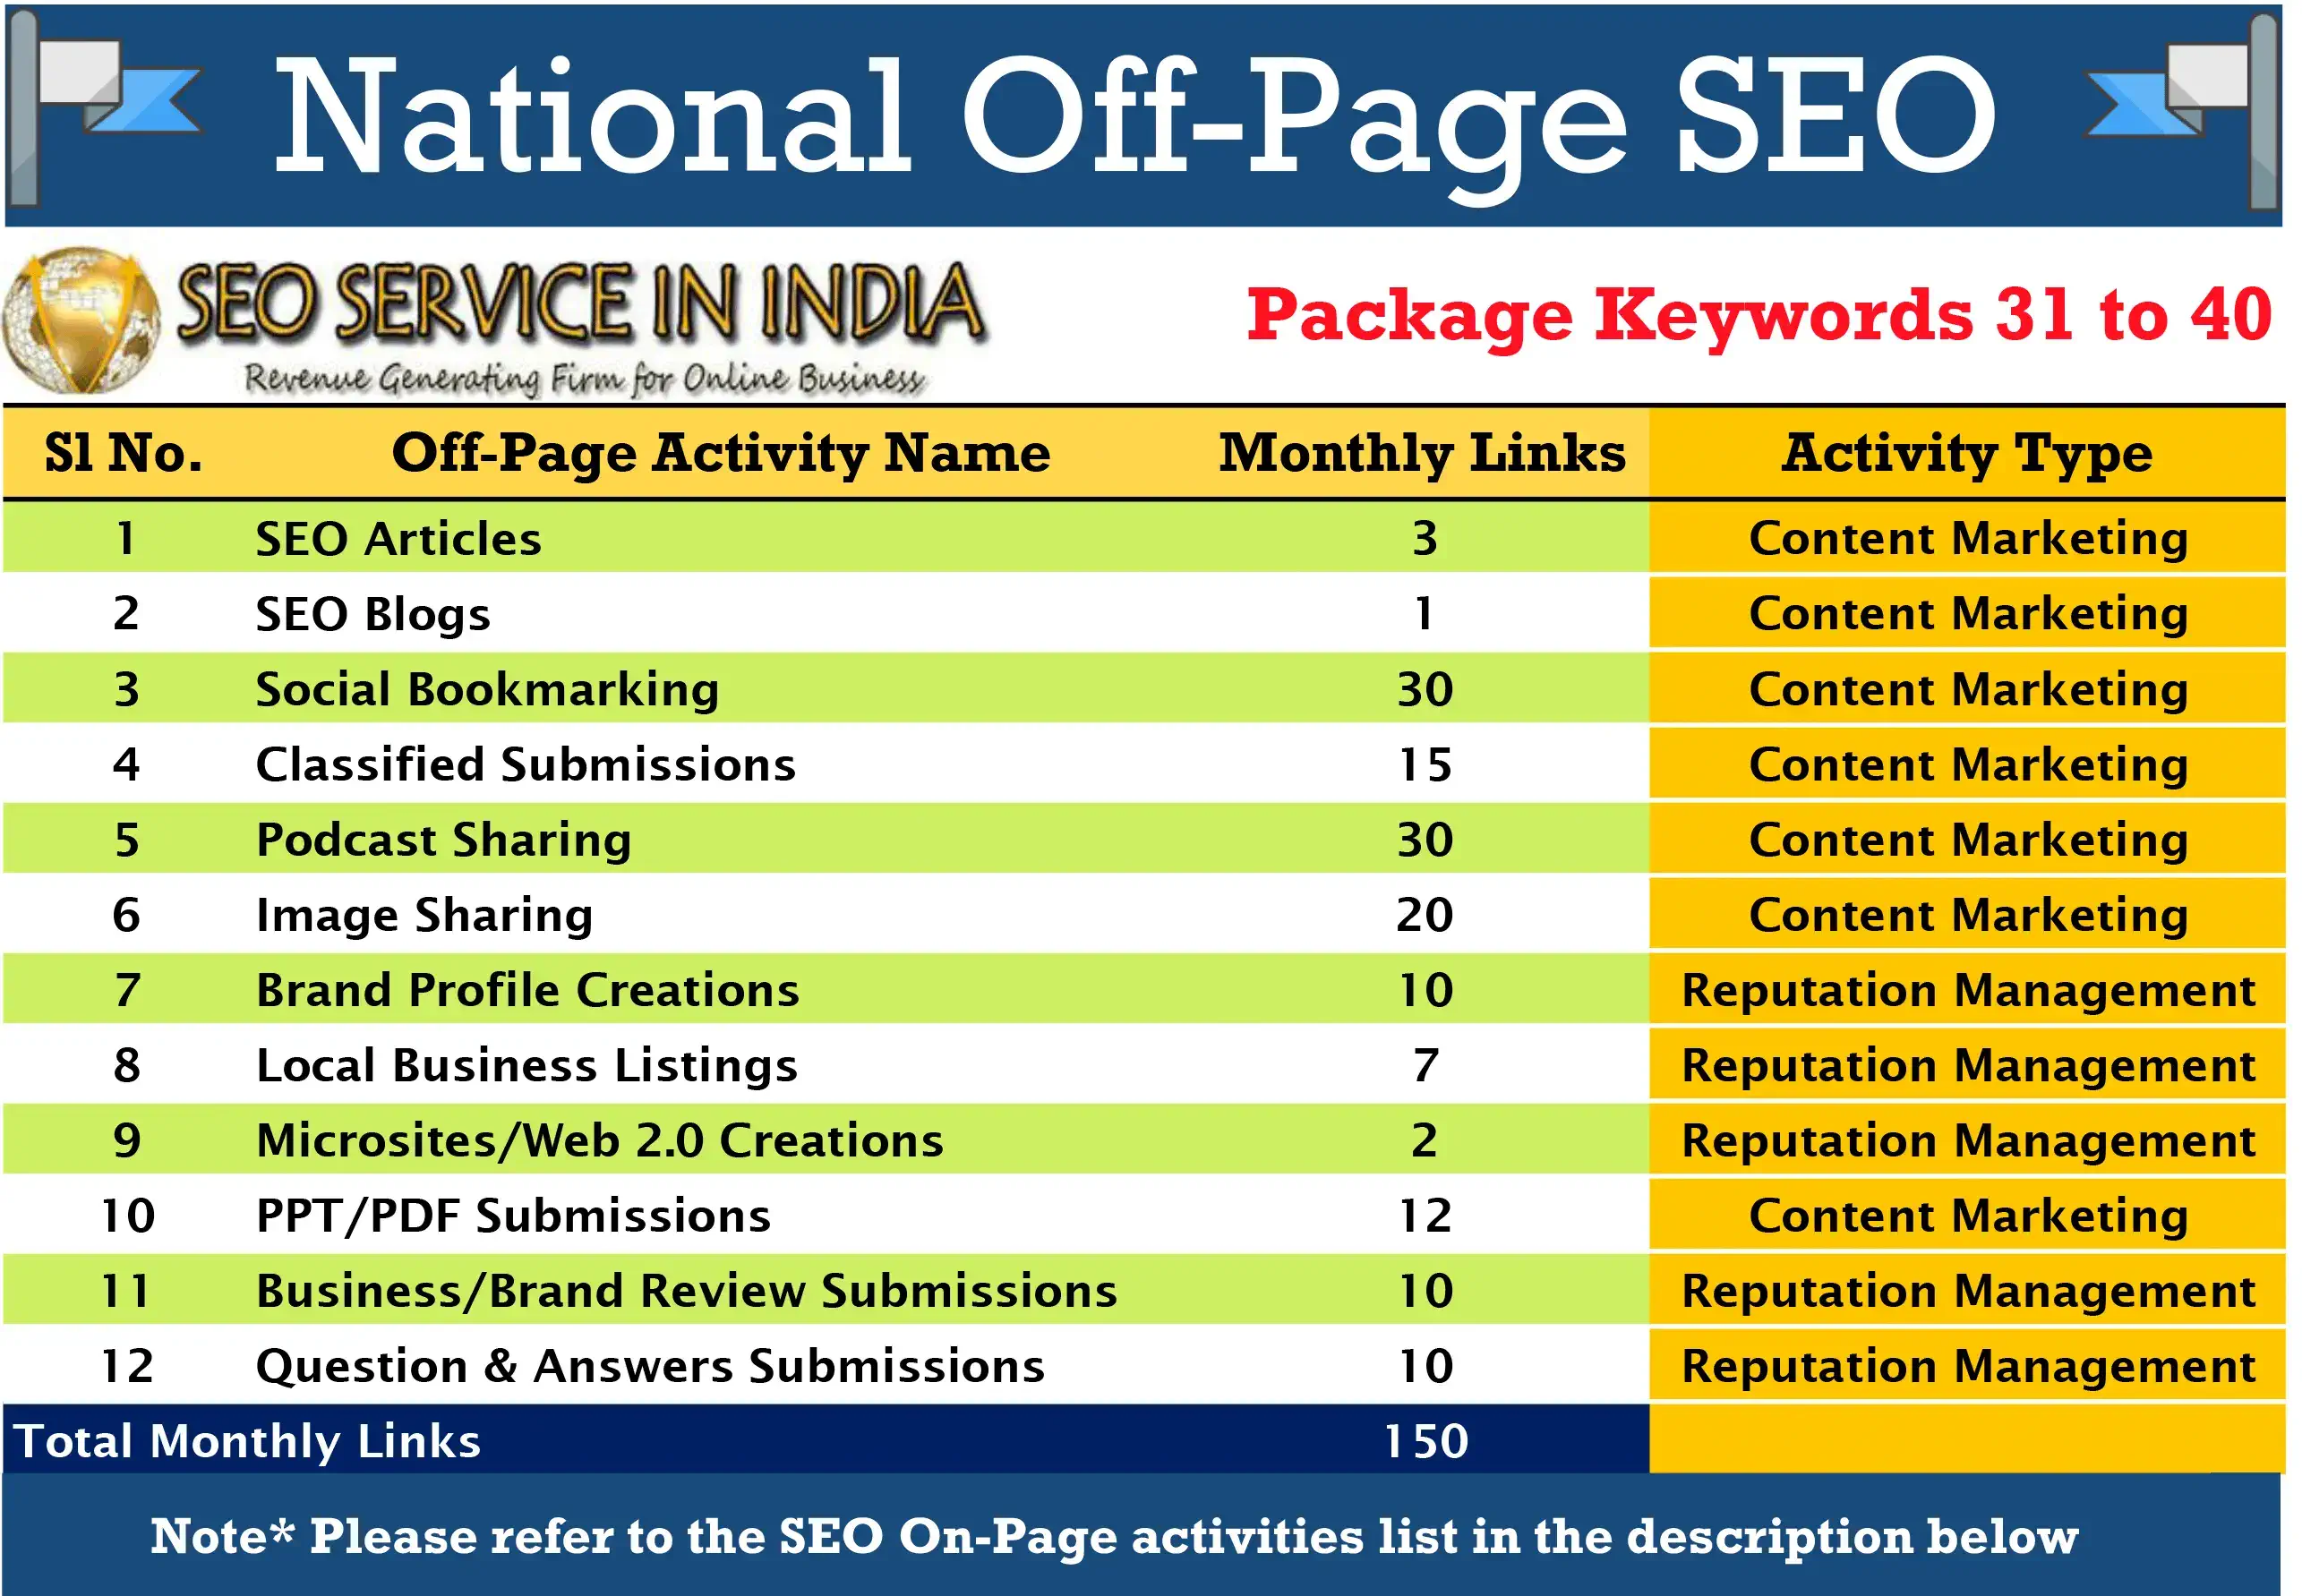 National Off-Page SEO
SEO SERVICE IN INDIA
Revenue Generating Firm for Online Business
Package Keywords 31 to 40
Sl No. Off-Page Activity Name Monthly Links Activity Type
1 SEO Articles 3 Content Marketing
2 SEO Blogs 1 Content Marketing
3 Social Bookmarking 30 Content Marketing
4 Classified Submissions 15 Content Marketing
5 Podcast Sharing 30 Content Marketing
6 Image Sharing 20 Content Marketing
7 Brand Profile Creations 10 Reputation Management
8 Local Business Listings 7 Reputation Management
9 Microsites/Web 2.0 Creations 2 Reputation Management
10 PPT/PDF Submissions 12 Content Marketing
11 Business/Brand Review Submissions 10 Reputation Management
12 Question & Answers Submissions 10 Reputation Management
Total Monthly Links 150
Note* Please refer to the SEO On-Page activities list in the description below